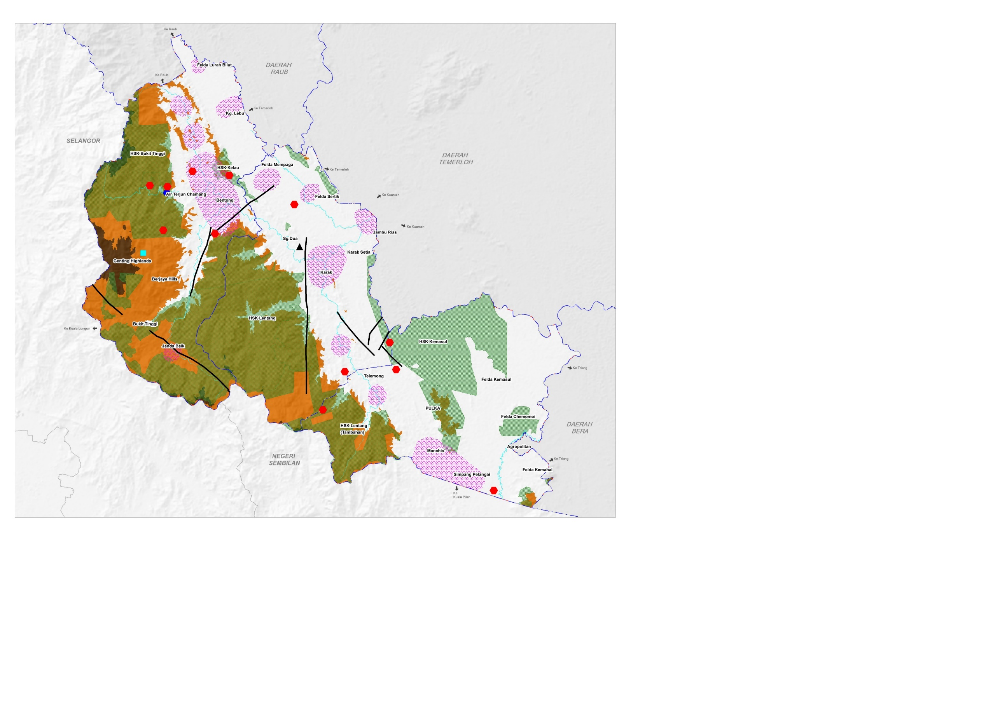 Ke Raub
Felda Lurah Bilut
DAERAH
RAUB
Ke Raub
Ke Temerloh
Kg. Lebu
SELANGOR
HSK Bukit Tinggi
DAERAH
TEMERLOH
Felda Mempaga
HSK Kelau
Ke Temerloh
Air Terjun Chamang
Bentong
Felda Sertik
Ke Kuantan
Ke Kuantan
Jambu Rias
Sg.Dua
Karak Setia
Genting Highlands
Karak
Berjaya Hills
HSK Lentang
Bukit Tinggi
Ke Kuala Lumpur
HSK Kemasul
Janda Baik
Ke Triang
Telemong
Felda Kemasul
PULKA
Felda Chemomoi
HSK Lentang
(Tambahan)
DAERAH
BERA
Agropolitan
Manchis
NEGERI
SEMBILAN
Ke Triang
Felda Kemahal
Simpang Pelangai
Ke
Kuala Pilah